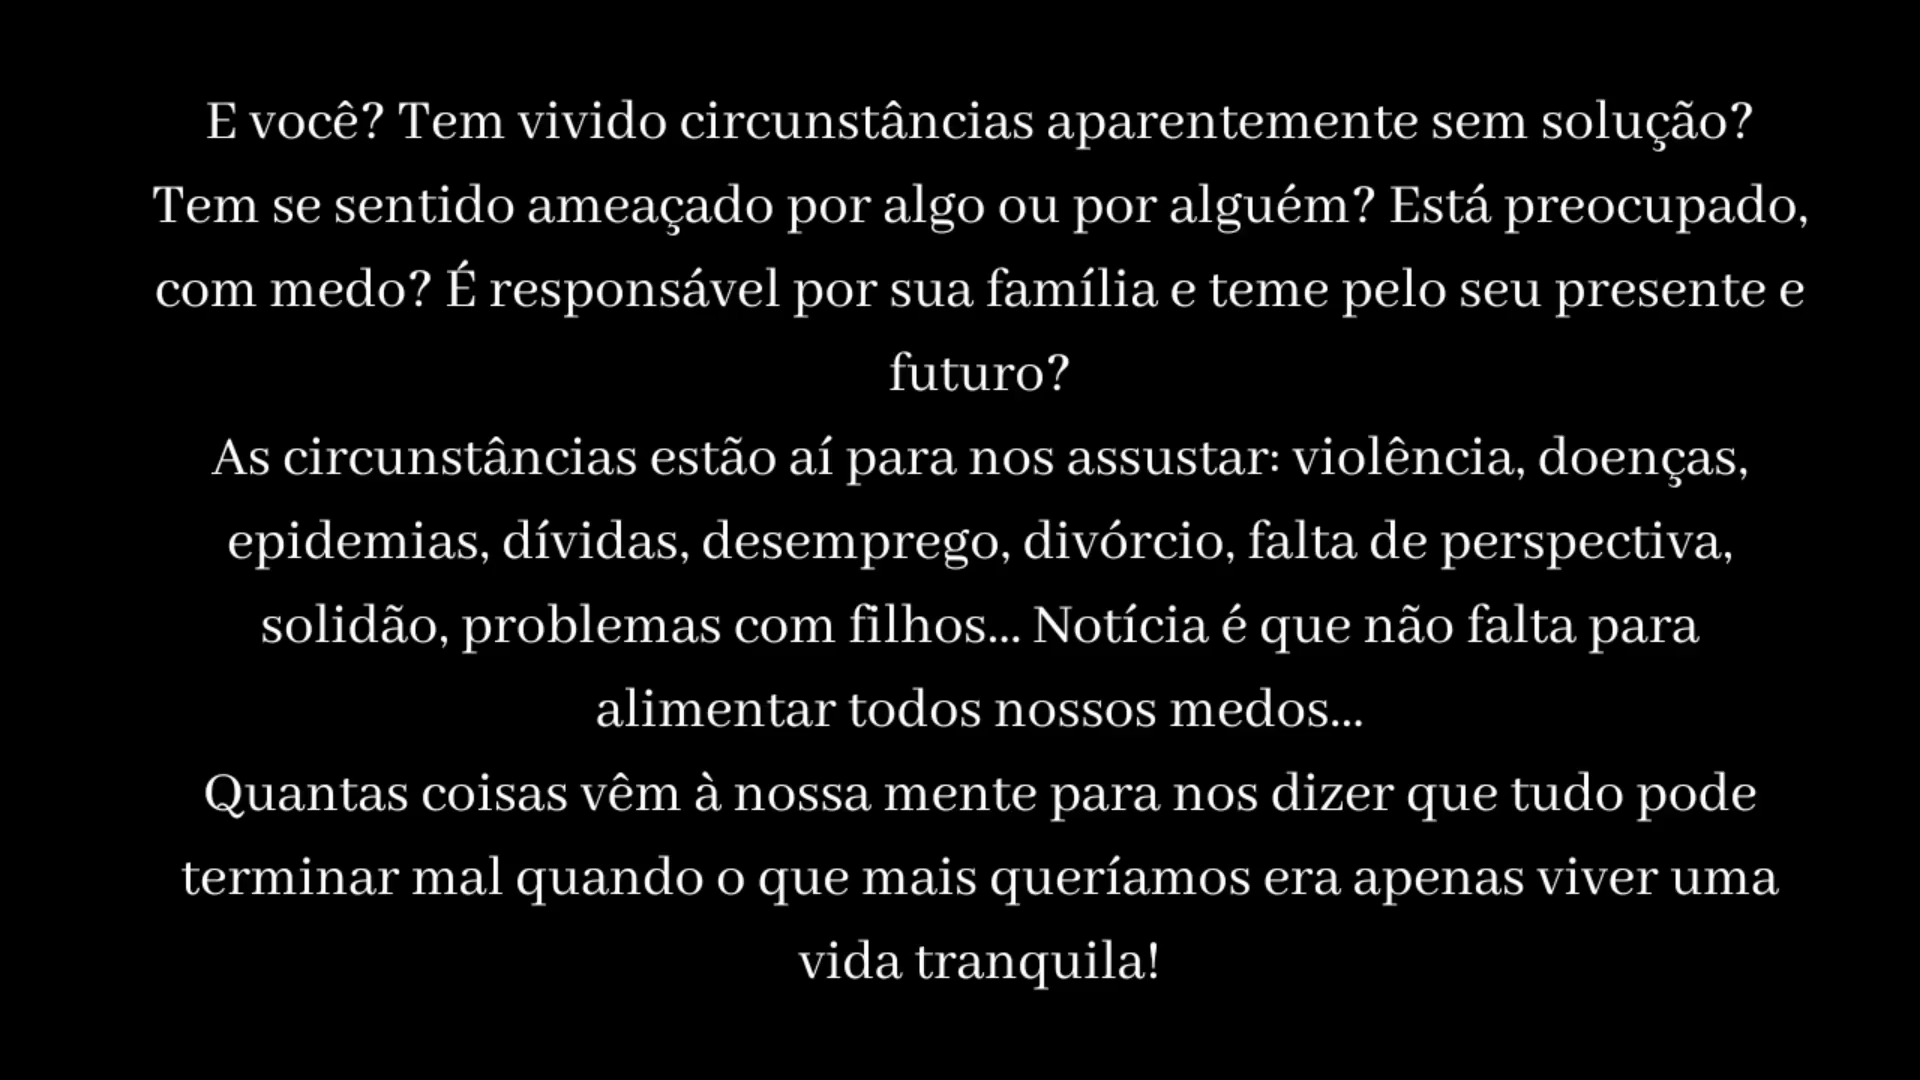 E você? Tem vivido circunstâncias aparentemente sem solução?
Tem se sentido ameaçado por algo ou por alguém? Está preocupado,
com medo? É responsável por sua família e teme pelo seu presente e
futuro?
As circunstâncias estão aí para nos assustar: violência, doenças,
epidemias, dívidas, desemprego, divórcio, falta de perspectiva,
solidão, problemas com filhos... Notícia é que não falta para
alimentar todos nossos medos...
Quantas coisas vêm à nossa mente para nos dizer que tudo pode
terminar mal quando o que mais queríamos era apenas viver uma
vida tranquila!